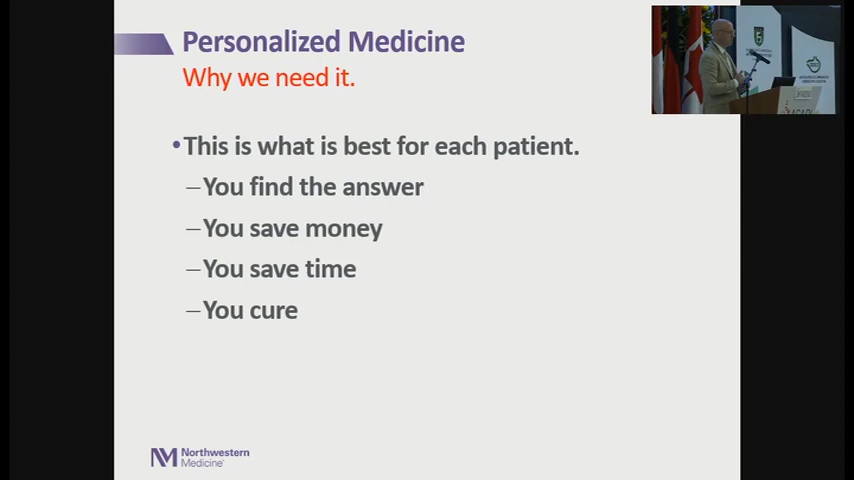 Personalized Medicine
Why we need it.
•This is what is best for each patient.
–You find the answer
–You save money
–You save time
–You cure
Northwestern
Medicine®